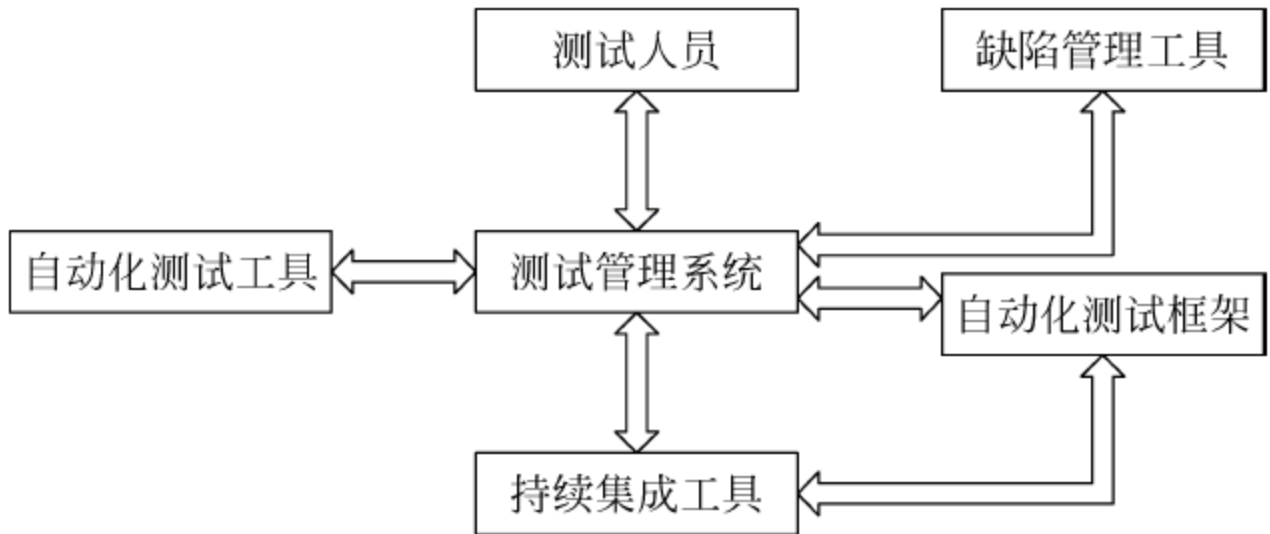 测试人员
缺陷管理工具
自动化测试工具
测试管理系统
自动化测试框架
持续集成工具